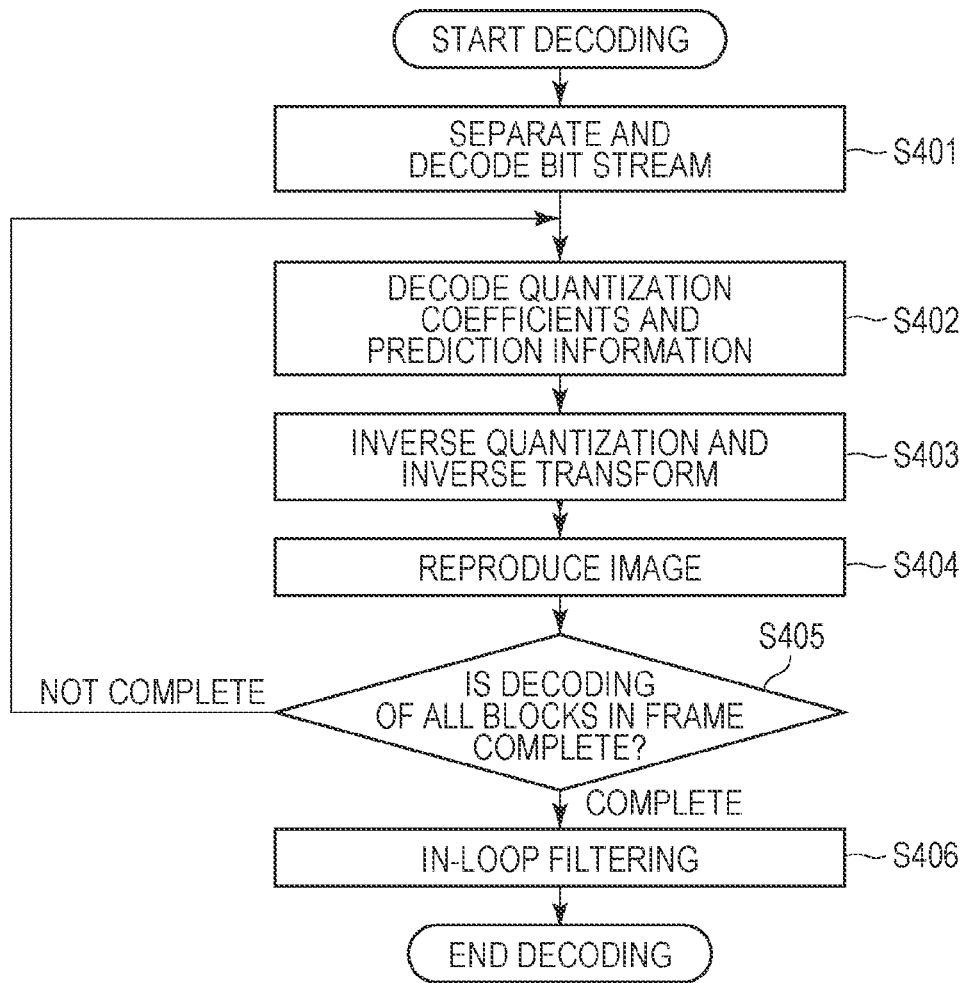 START DECODING
SEPARATE AND
DECODE BIT STREAM
S401
DECODE QUANTIZATION
COEFFICIENTS AND
PREDICTION INFORMATION
S402
INVERSE QUANTIZATION AND
INVERSE TRANSFORM
S403
REPRODUCE IMAGE
S404
S405
NOT COMPLETE
IS DECODING
OF ALL BLOCKS IN FRAME
COMPLETE?
COMPLETE
IN-LOOP FILTERING
S406
END DECODING